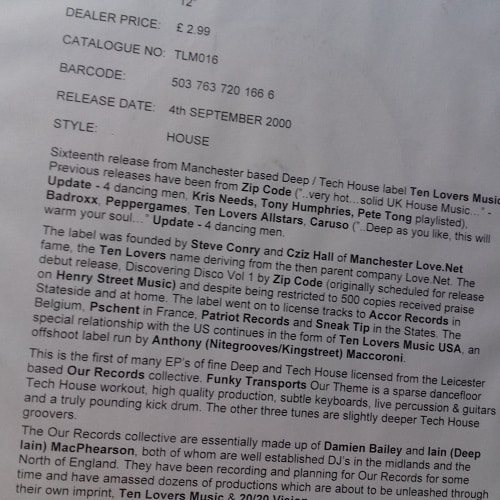 12"
DEALER PRICE: £ 2.99
CATALOGUE NO: TLM016
BARCODE: 503 763 720 166 6
RELEASE DATE: 4th SEPTEMBER 2000
STYLE: HOUSE
Sixteenth release from Manchester based Deep / Tech House label Ten Lovers Music
Previous releases have been from Zip Code ("..very hot…solid UK House Music…" -
Update - 4 dancing men, Kris Needs, Tony Humphries, Pete Tong playlisted),
Badroxx, Peppergames, Ten Lovers Allstars, Caruso ("..Deep as you like, this will
warm your soul…" Update - 4 dancing men.
The label was founded by Steve Conry and Cziz Hall of Manchester Love.Net
fame, the Ten Lovers name deriving from the then parent company Love.Net. The
debut release, Discovering Disco Vol 1 by Zip Code (originally scheduled for release
on Henry Street Music) and despite being restricted to 500 copies received praise
Stateside and at home. The label went on to license tracks to Accor Records in
Belgium, Pschent in France, Patriot Records and Sneak Tip in the States. The
special relationship with the US continues in the form of Ten Lovers Music USA, an
offshoot label run by Anthony (Nitegrooves/Kingstreet) Maccoroni.
This is the first of many EP's of fine Deep and Tech House licensed from the Leicester
based Our Records collective. Funky Transports Our Theme is a sparse dancefloor
Tech House workout, high quality production, subtle keyboards, live percussion & guitars
and a truly pounding kick drum. The other three tunes are slightly deeper Tech House
groovers.
The Our Records collective are essentially made up of Damien Bailey and Iain (Deep
Iain) MacPhearson, both of whom are well established DJ's in the midlands and the
North of England. They have been recording and planning for Our Records for some
time and have amassed dozens of productions which are about to be unleashed through
their own imprint, Ten Lovers Music & 20/20 Vision